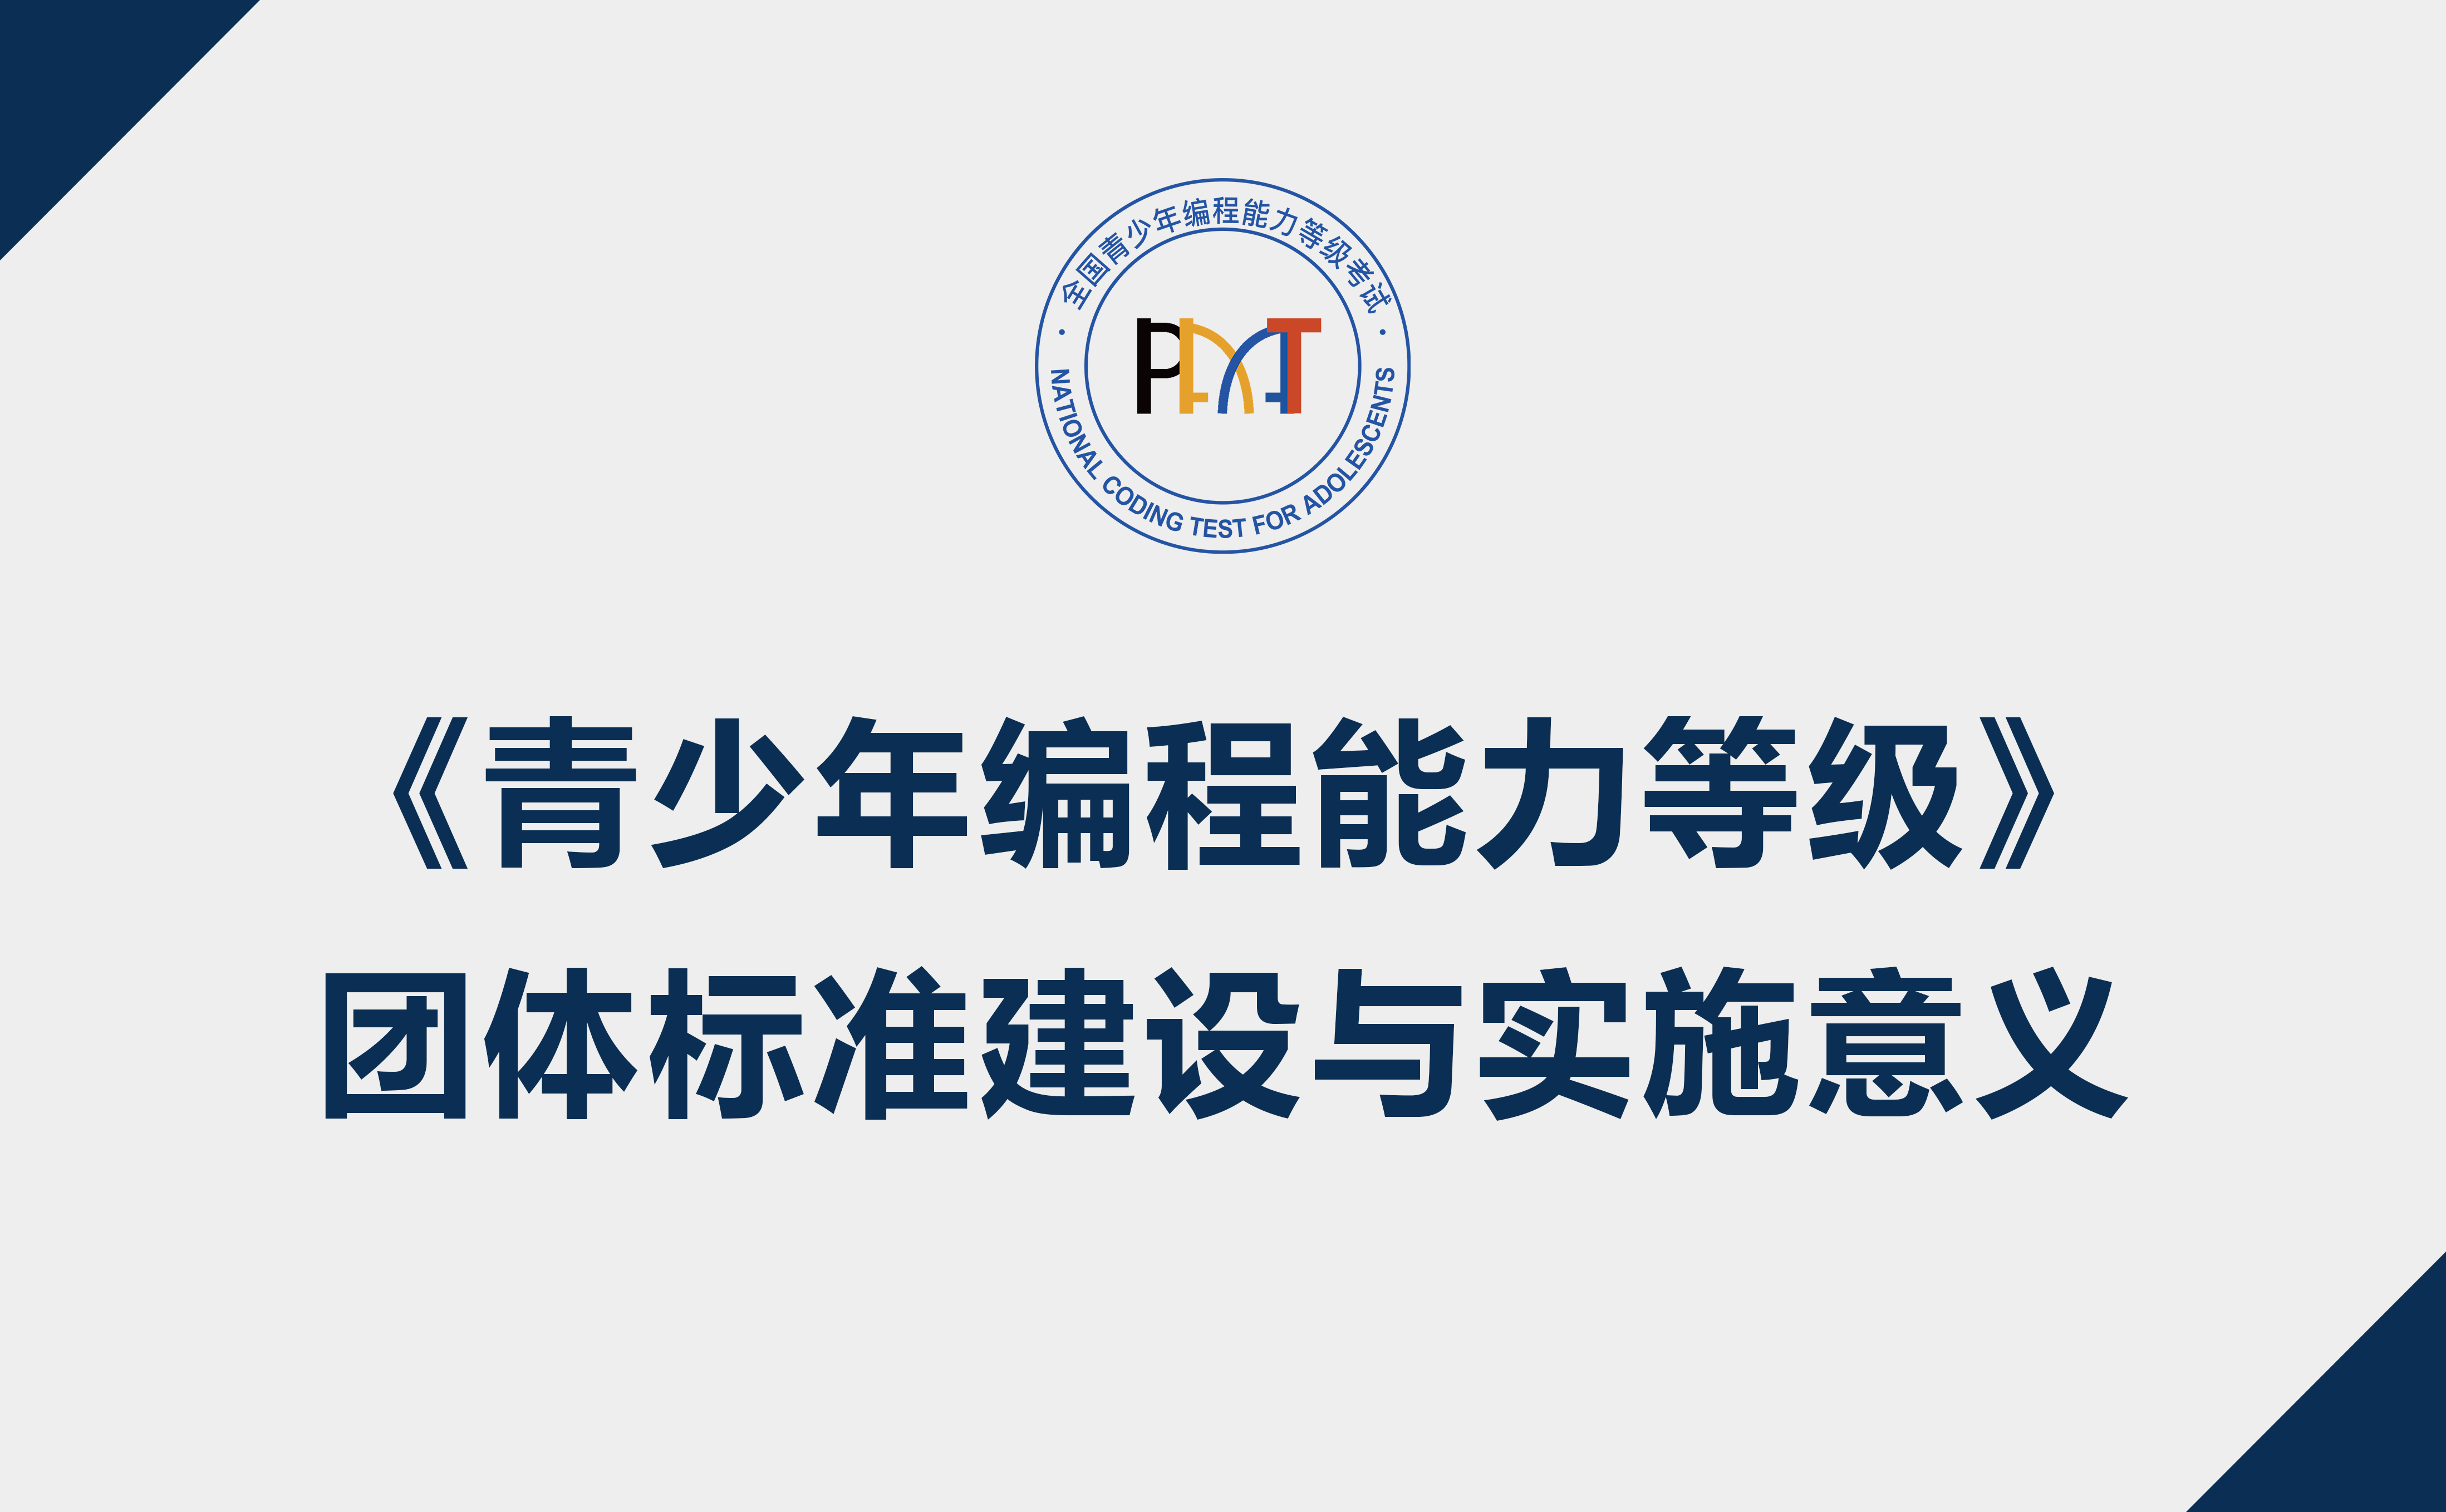 全国青少年编程能力等级考试
PAAT
NATIONAL CODING TEST FOR ADOLESCENTS
《青少年编程能力等级》
团体标准建设与实施意义